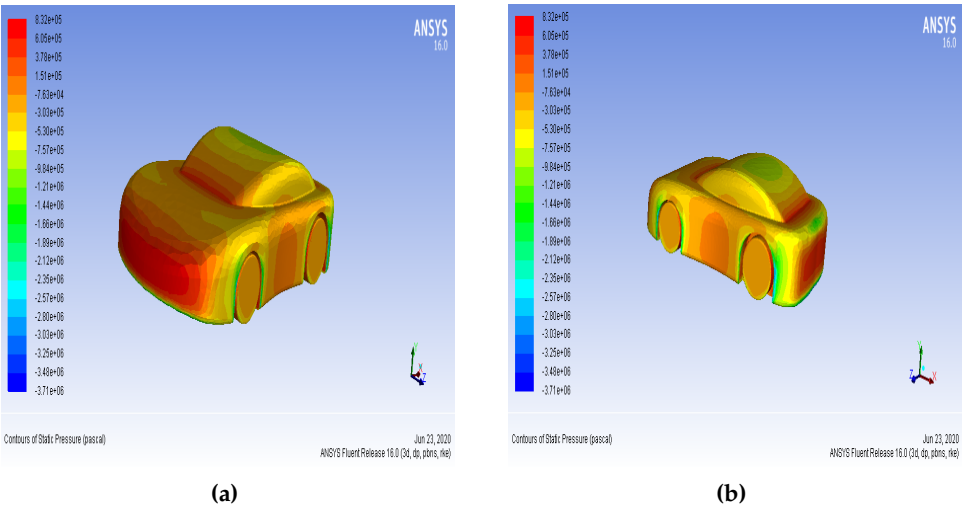 8.32e+05
6.05e+05
3.78e+05
1.51e+05
-7.63e+04
-3.03e+05
-5.30e+05
-7.57e+05
-9.84e+05
-1.21e+06
-1.44e+06
-1.66e+06
-1.89e+06
-2.12e+06
-2.35e+06
-2.57e+06
-2.80e+06
-3.03e+06
-3.25e+06
-3.48e+06
-3.71e+06
ANSYS
16.0
Y
X
Z
Contours of Static Pressure (pascal)
Jun 23, 2020
ANSYS Fluent Release 16.0 (3d, dp, pbns, rke)
(a)
8.32e+05
6.05e+05
3.78e+05
1.51e+05
-7.63e+04
-3.03e+05
-5.30e+05
-7.57e+05
-9.84e+05
-1.21e+06
-1.44e+06
-1.66e+06
-1.89e+06
-2.12e+06
-2.35e+06
-2.57e+06
-2.80e+06
-3.03e+06
-3.25e+06
-3.48e+06
-3.71e+06
ANSYS
16.0
Y
Z
X
Contours of Static Pressure (pascal)
Jun 23, 2020
ANSYS Fluent Release 16.0 (3d, dp, pbns, rke)
(b)